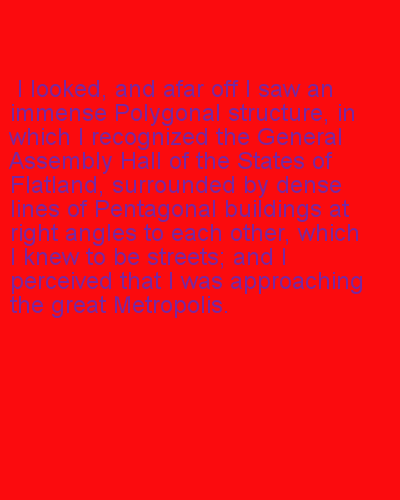 I looked, and afar off I saw an
immense Polygonal structure, in
which I recognized the General
Assembly Hall of the States of
Flatland, surrounded by dense
lines of Pentagonal buildings at
right angles to each other, which
I knew to be streets; and I
perceived that I was approaching
the great Metropolis.